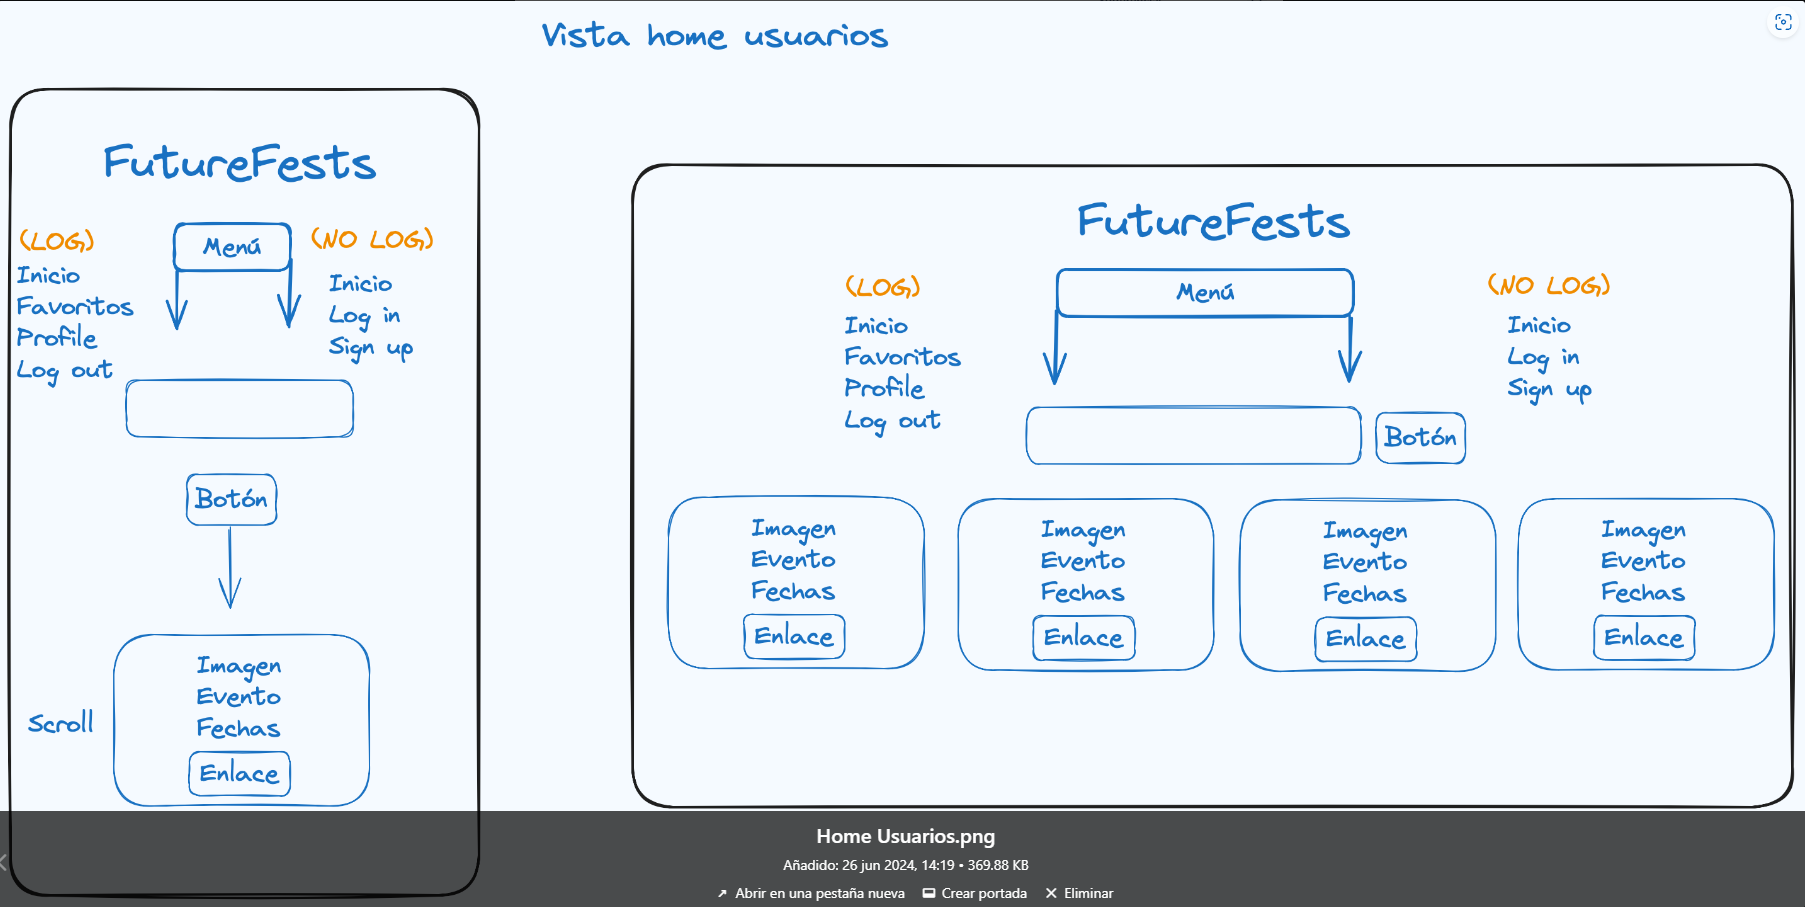 Vista home usuarios
FutureFests
(LOG)
Inicio
Favoritos
Profile
Log out
Menú
(NO LOG)
Inicio
Log in
Sign up
Botón
Scroll
Imagen
Evento
Fechas
Enlace
FutureFests
(LOG)
Inicio
Favoritos
Profile
Log out
Menú
(NO LOG)
Inicio
Log in
Sign up
Botón
Imagen
Evento
Fechas
Enlace
Imagen
Evento
Fechas
Enlace
Imagen
Evento
Fechas
Enlace
Imagen
Evento
Fechas
Enlace
Home Usuarios.png
Añadido: 26 jun 2024, 14:19 • 369.88 KB
Abrir en una pestaña nueva
Crear portada
Eliminar